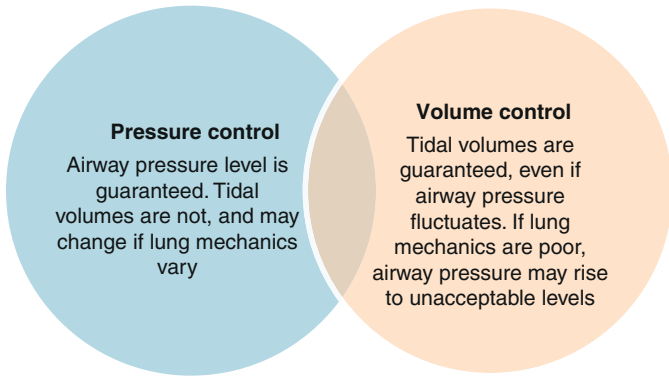 Pressure control
Airway pressure level is
guaranteed. Tidal
volumes are not, and may
change if lung mechanics
vary
Volume control
Tidal volumes are
guaranteed, even if
airway pressure
fluctuates. If lung
mechanics are poor,
airway pressure may rise
to unacceptable levels